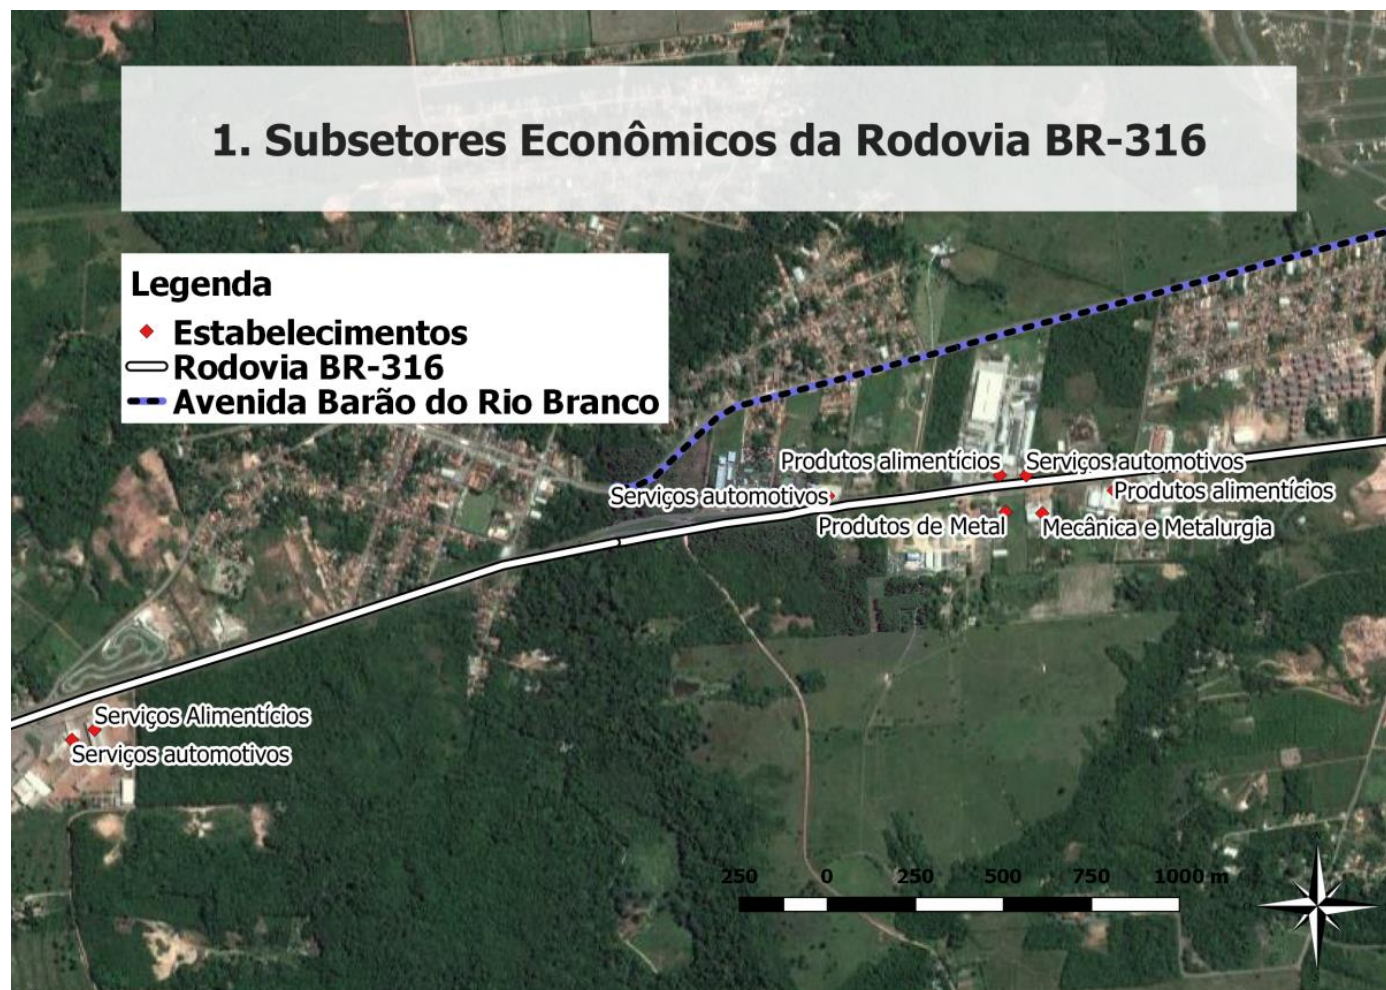 1. Subsetores Econômicos da Rodovia BR-316
Legenda
Estabelecimentos
Rodovia BR-316
Avenida Barão do Rio Branco
Produtos alimentícios
Serviços automotivos
Serviços automotivos
Produtos alimentícios
Produtos de Metal
Mecânica e Metalurgia
Serviços Alimentícios
Serviços automotivos
250 0 250 500 750 1000 m